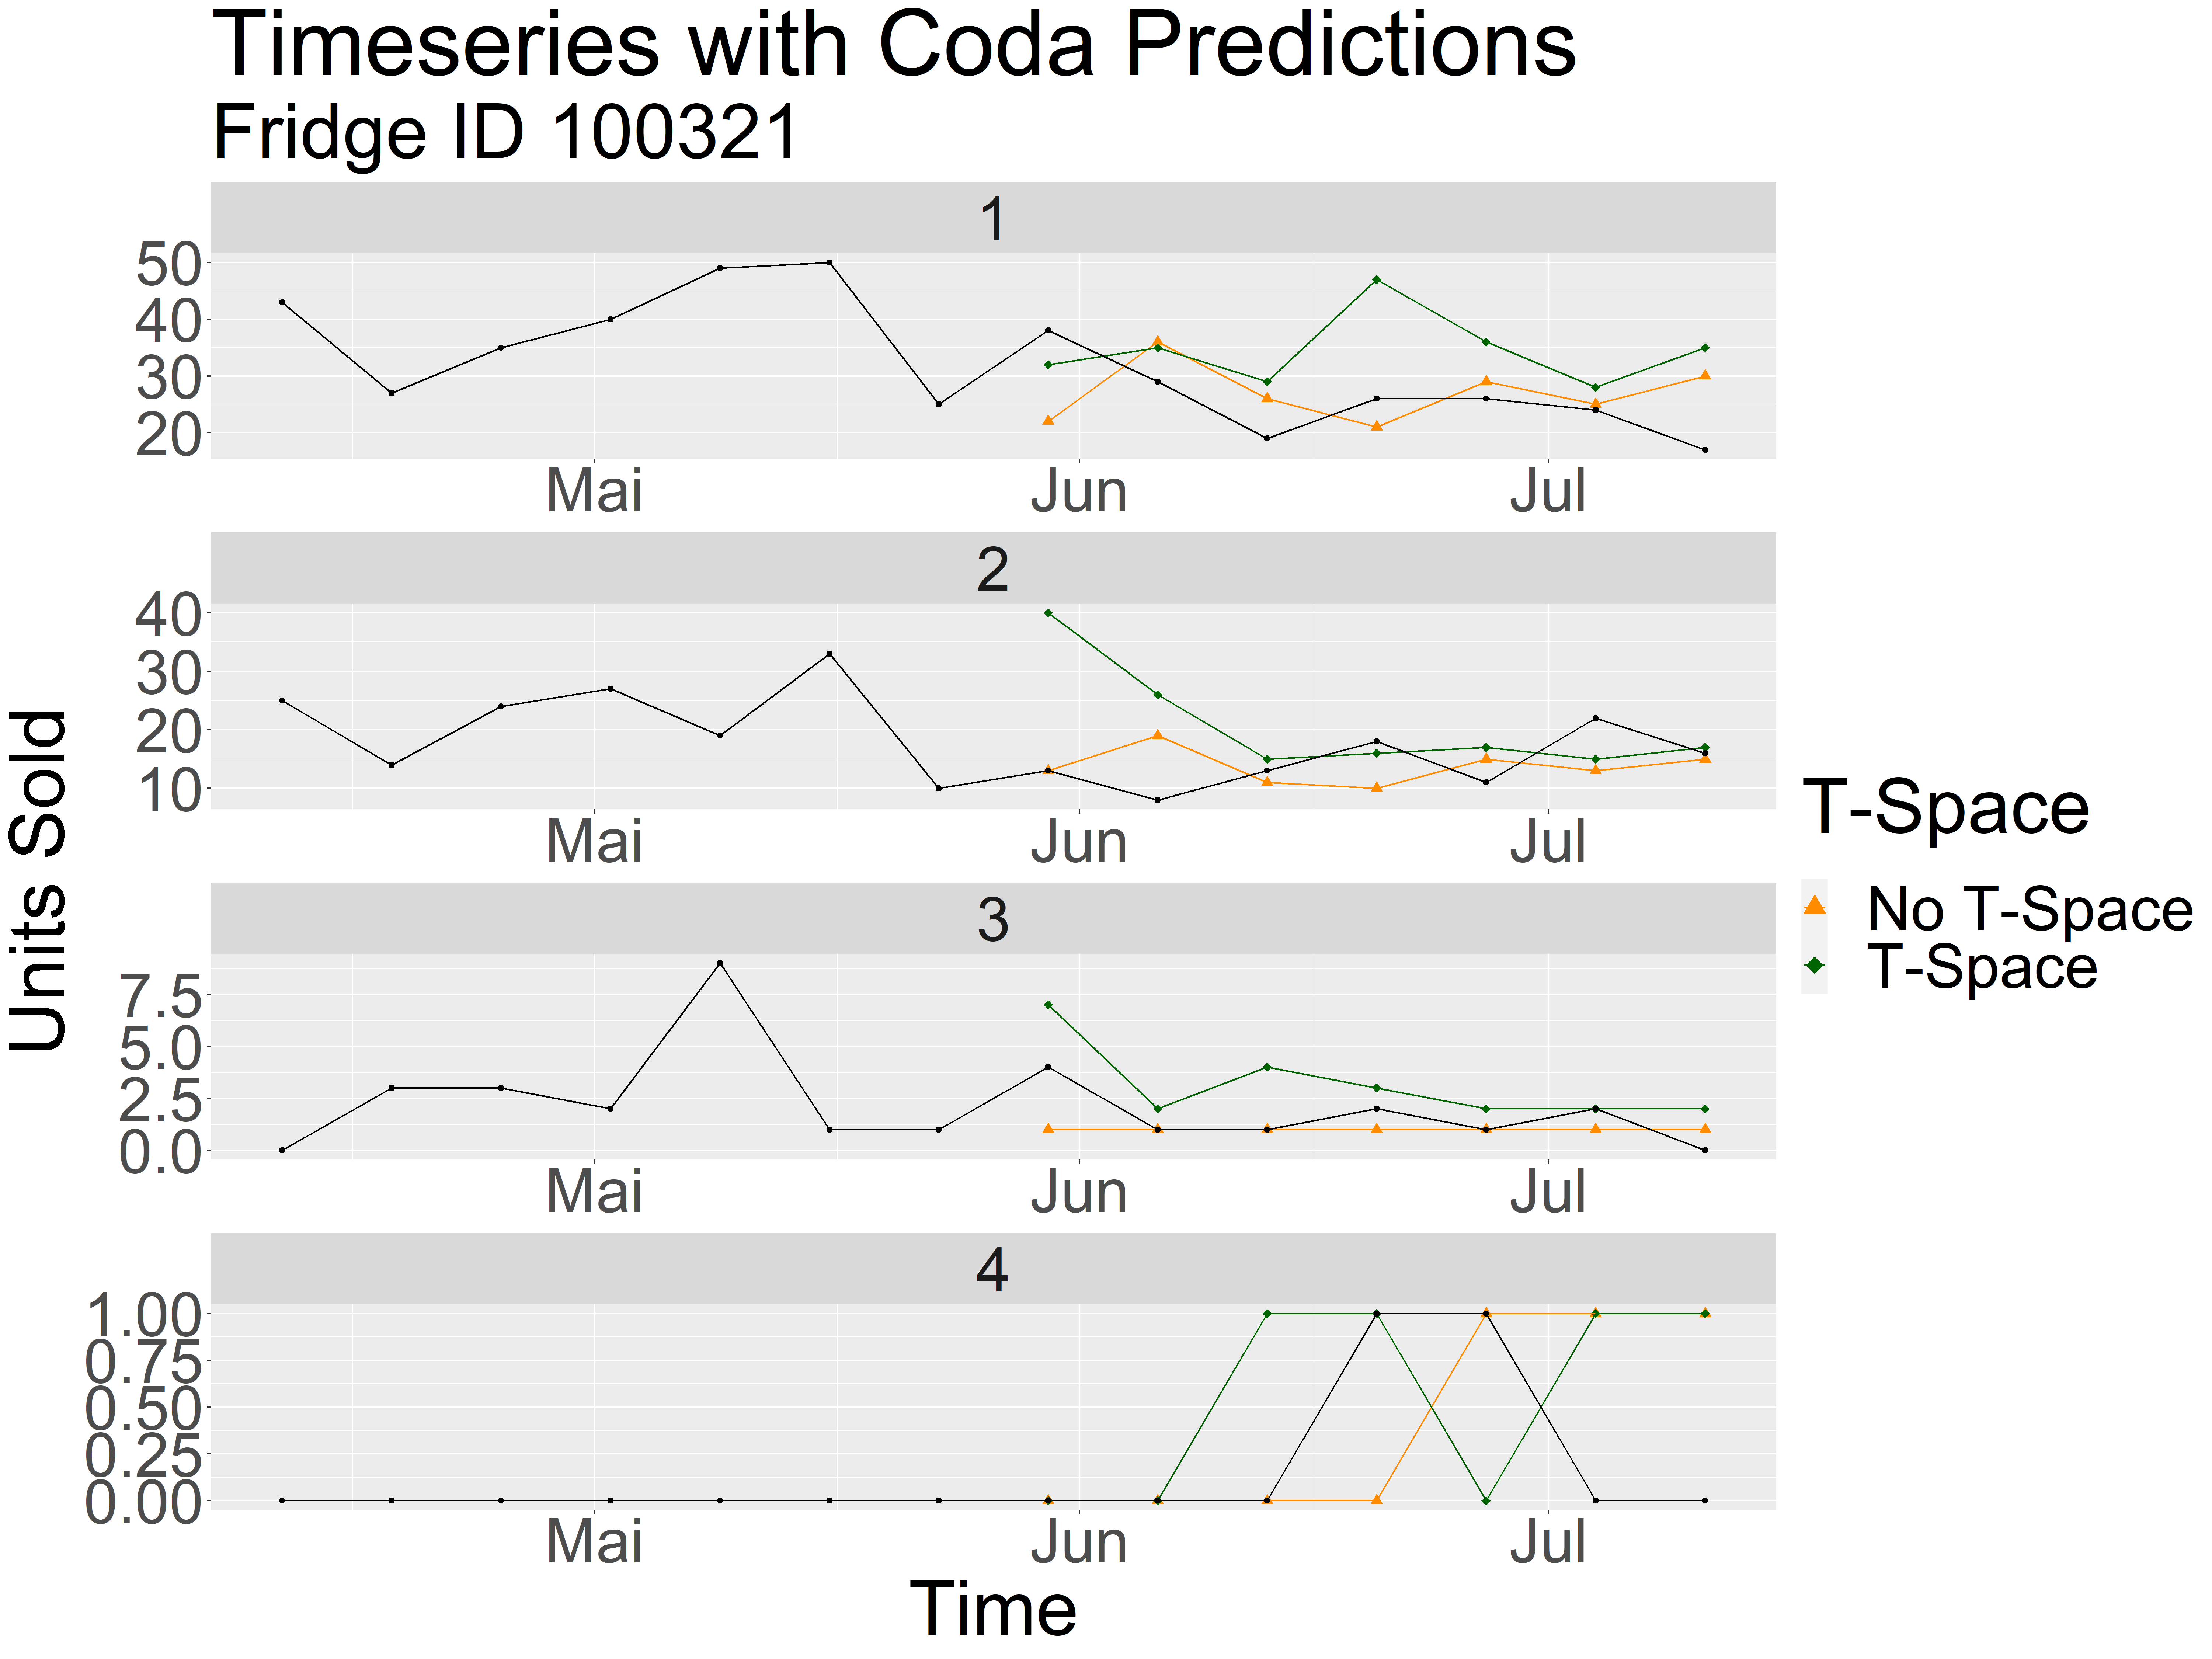 Timeseries with Coda Predictions
Fridge ID 100321
1
50
40
30
20
Mai Jun Jul
2
40
30
20
10
Mai Jun Jul
3
7.5
5.0
2.5
0.0
Mai Jun Jul
4
1.00
0.75
0.50
0.25
0.00
Mai Jun Jul
Time
Units Sold
T-Space
No T-Space
T-Space